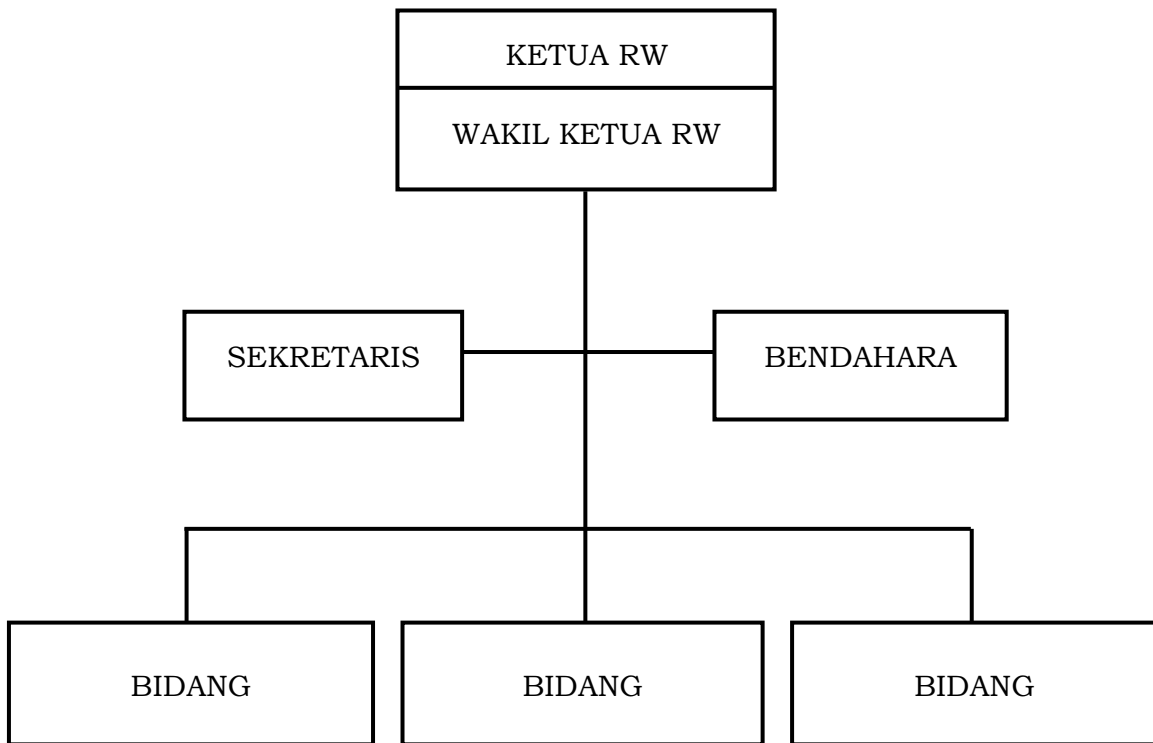 KETUA RW
WAKIL KETUA RW
SEKRETARIS
BENDAHARA
BIDANG
BIDANG
BIDANG